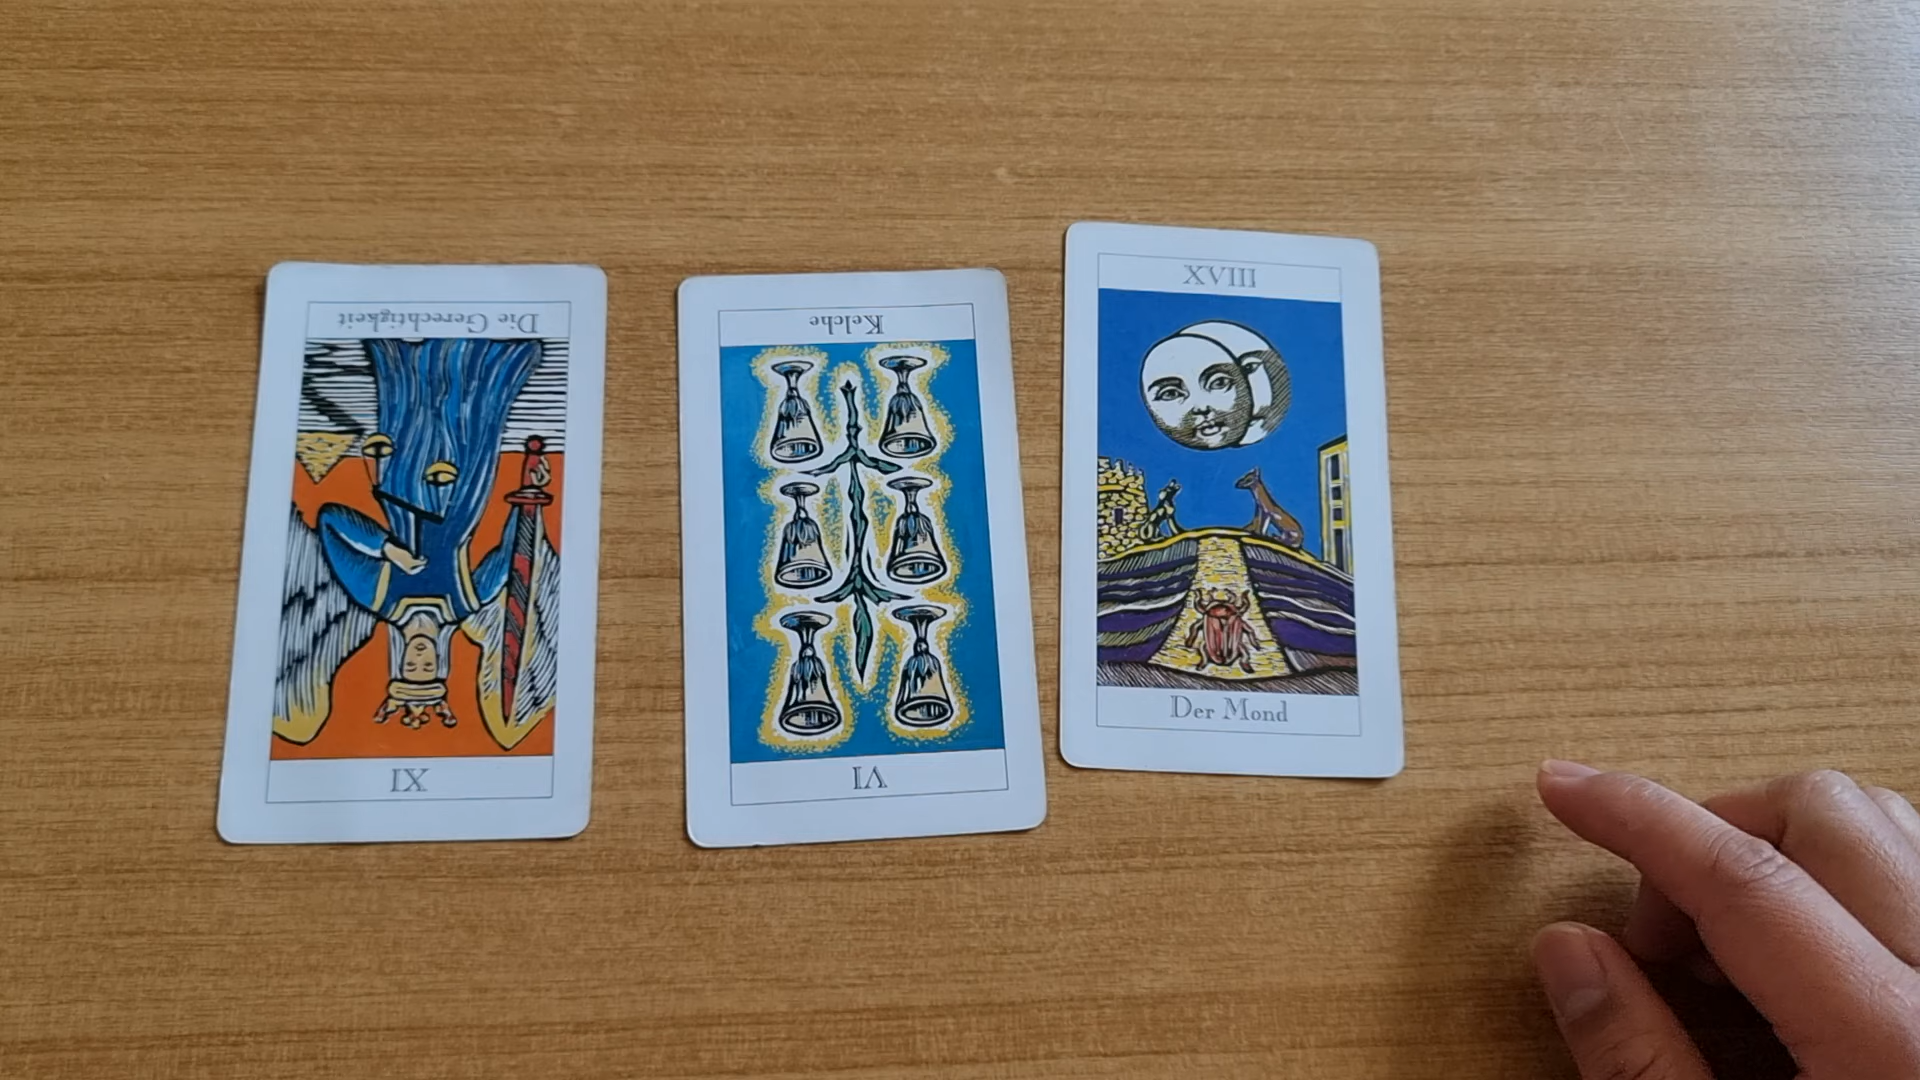 Die Gerechtigkeit
XI
Kelche
VI
XVIII
Der Mond